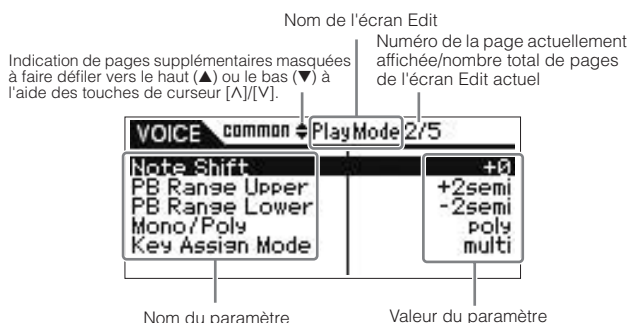 Nom de l'écran Edit
Indication de pages supplémentaires masquées
à faire défiler vers le haut (▲) ou le bas (▼) à
l'aide des touches de curseur [Λ]/[V].
Numéro de la page actuellement
affichée/nombre total de pages
de l'écran Edit actuel
VOICE common PlayMode 2/5
Note Shift +0
PB Range Upper +2semi
PB Range Lower -2semi
Mono/Poly poly
Key Assign Mode multi
Nom du paramètre
Valeur du paramètre